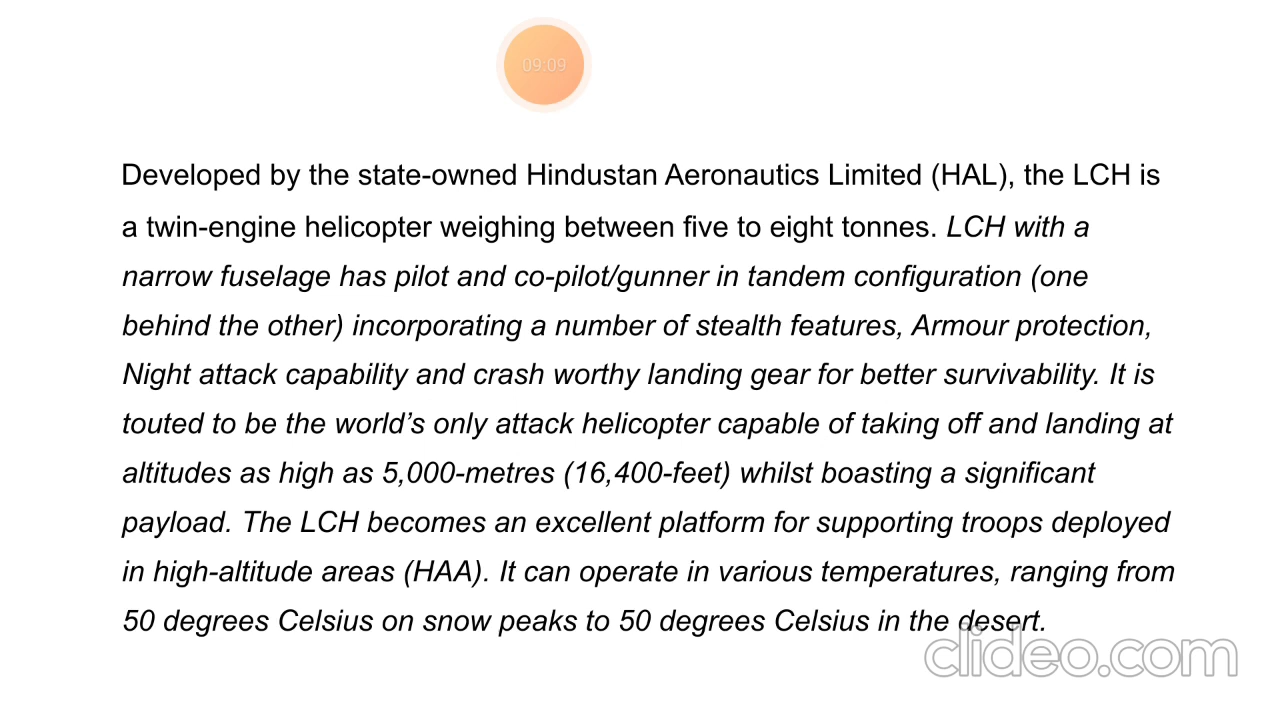 09:09
Developed by the state-owned Hindustan Aeronautics Limited (HAL), the LCH is
a twin-engine helicopter weighing between five to eight tonnes. LCH with a
narrow fuselage has pilot and co-pilot/gunner in tandem configuration (one
behind the other) incorporating a number of stealth features, Armour protection,
Night attack capability and crash worthy landing gear for better survivability. It is
touted to be the world’s only attack helicopter capable of taking off and landing at
altitudes as high as 5,000-metres (16,400-feet) whilst boasting a significant
payload. The LCH becomes an excellent platform for supporting troops deployed
in high-altitude areas (HAA). It can operate in various temperatures, ranging from
50 degrees Celsius on snow peaks to 50 degrees Celsius in the desert.
clideo.com